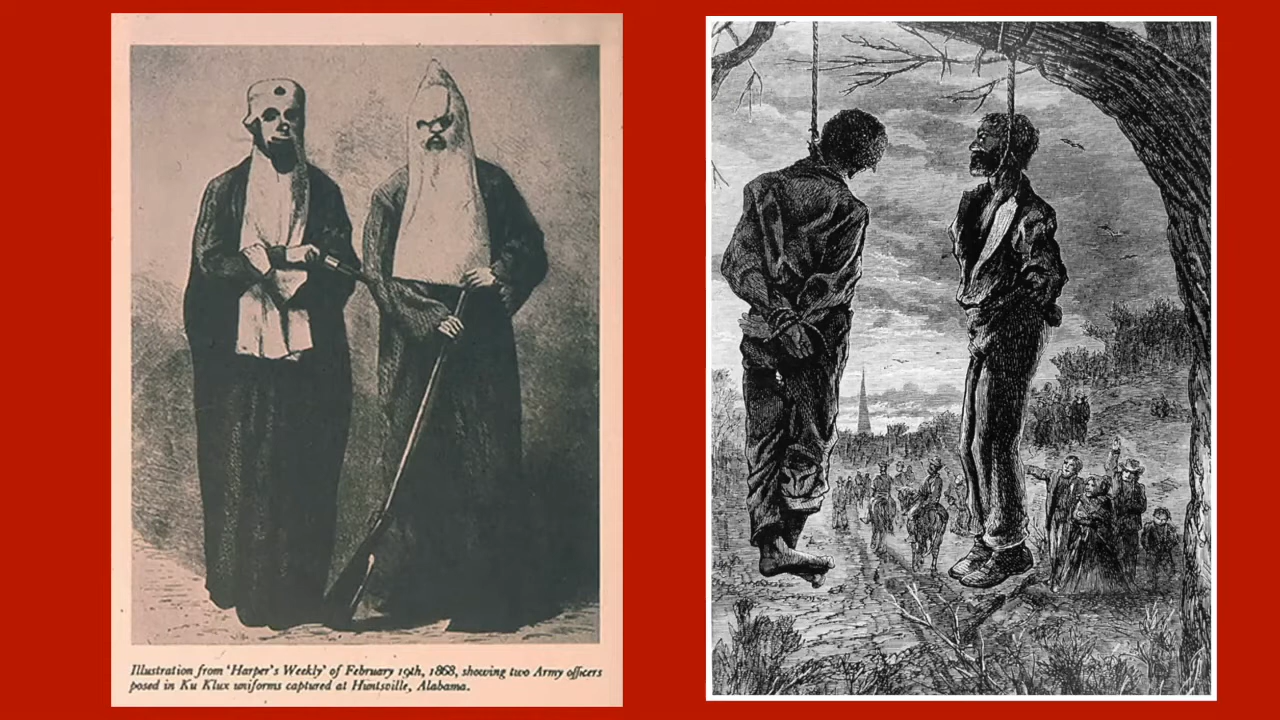 Illustration from 'Harper's Weekly' of February 19th, 1868, showing two Army officers
posed in Ku Klux uniforms captured at Huntsville, Alabama.